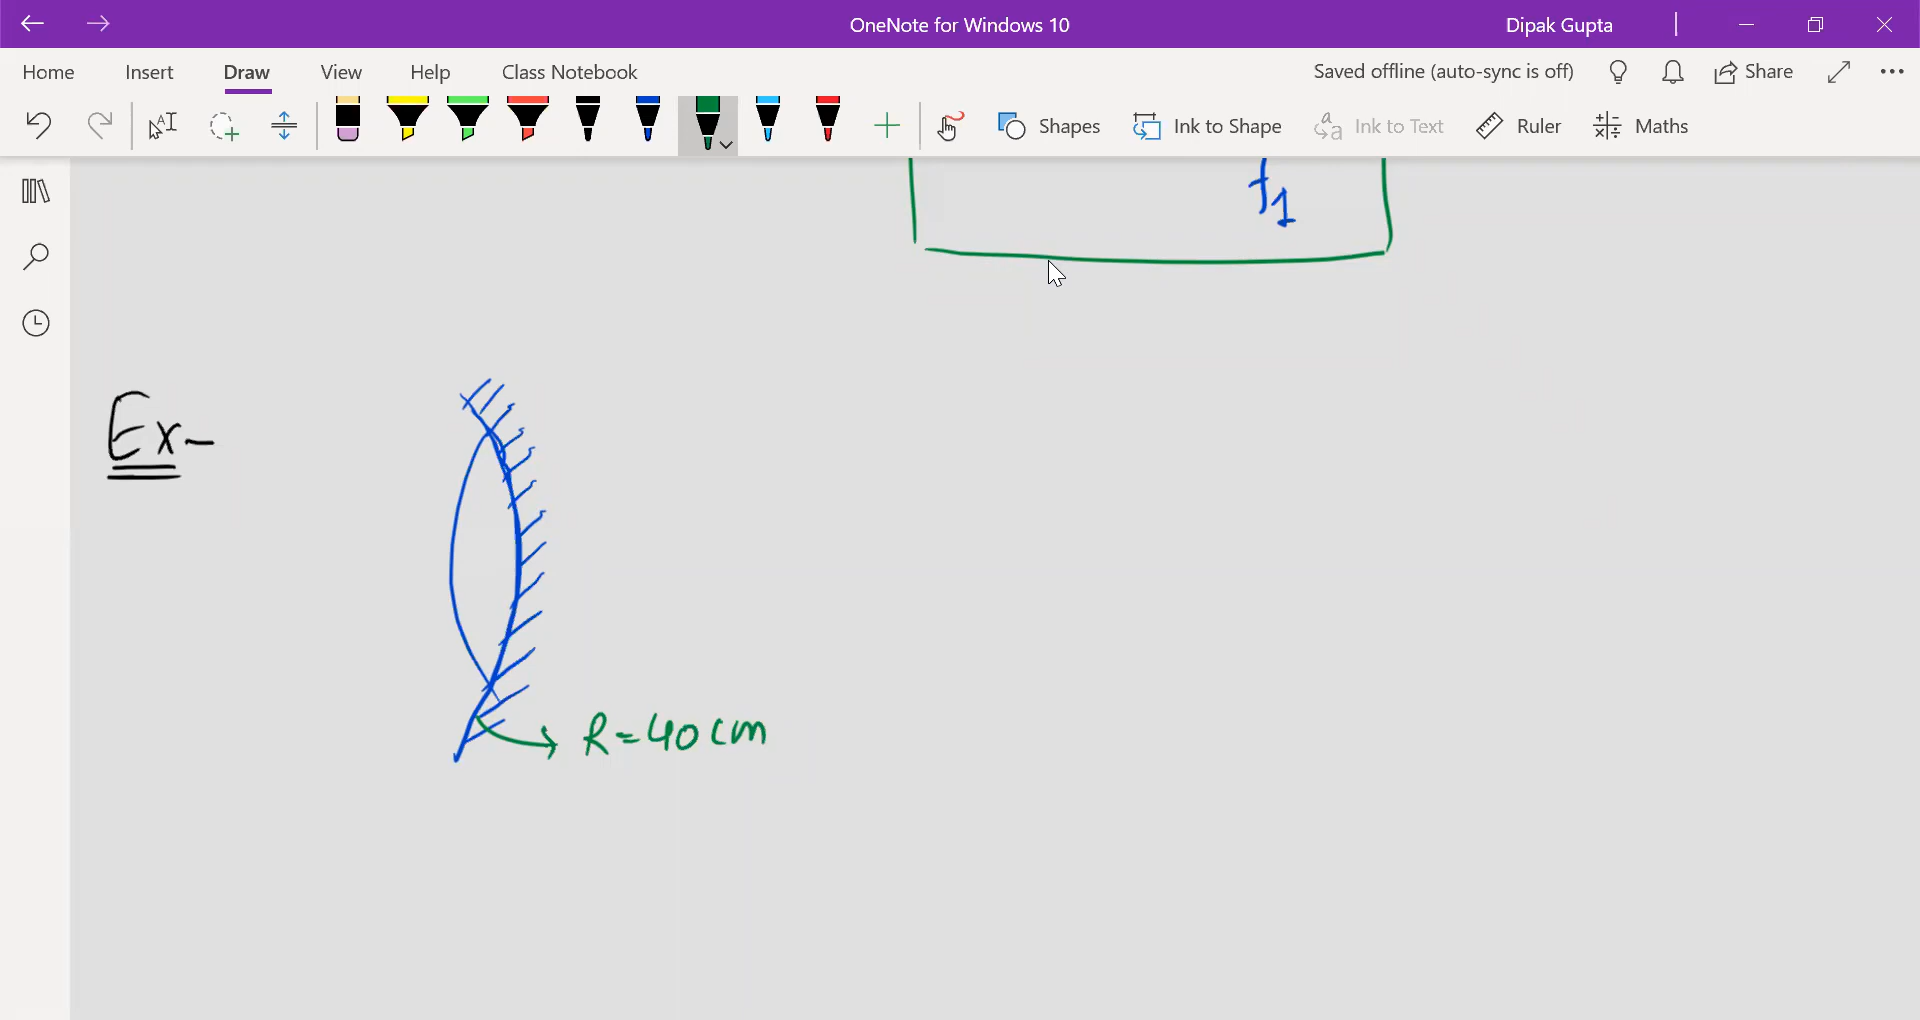 OneNote for Windows 10
Dipak Gupta
Home Insert Draw View Help Class Notebook
Saved offline (auto-sync is off) Share
Shapes Ink to Shape Ink to Text Ruler Maths
f1
Ex-
R=40 cm